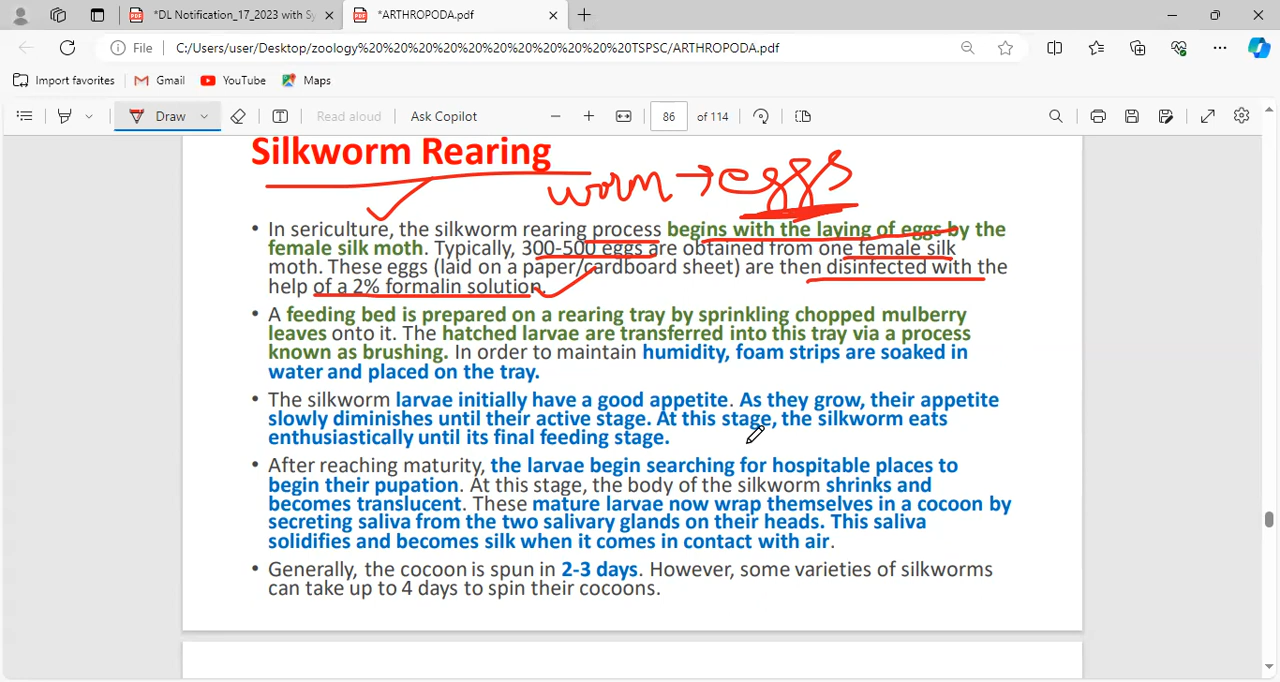 *DL Notification_17_2023 with Sy
*ARTHROPODA.pdf
File
C:/Users/user/Desktop/zoology%20%20%20%20%20%20%20%20%20%20%20TSPSC/ARTHROPODA.pdf
Import favorites
Gmail
YouTube
Maps
Draw
Read aloud
Ask Copilot
86
of 114
Silkworm Rearing
worm → eggs
• In sericulture, the silkworm rearing process begins with the laying of eggs by the
female silk moth. Typically, 300-500 eggs are obtained from one female silk
moth. These eggs (laid on a paper/cardboard sheet) are then disinfected with the
help of a 2% formalin solution.
• A feeding bed is prepared on a rearing tray by sprinkling chopped mulberry
leaves onto it. The hatched larvae are transferred into this tray via a process
known as brushing. In order to maintain humidity, foam strips are soaked in
water and placed on the tray.
• The silkworm larvae initially have a good appetite. As they grow, their appetite
slowly diminishes until their active stage. At this stage, the silkworm eats
enthusiastically until its final feeding stage.
• After reaching maturity, the larvae begin searching for hospitable places to
begin their pupation. At this stage, the body of the silkworm shrinks and
becomes translucent. These mature larvae now wrap themselves in a cocoon by
secreting saliva from the two salivary glands on their heads. This saliva
solidifies and becomes silk when it comes in contact with air.
• Generally, the cocoon is spun in 2-3 days. However, some varieties of silkworms
can take up to 4 days to spin their cocoons.